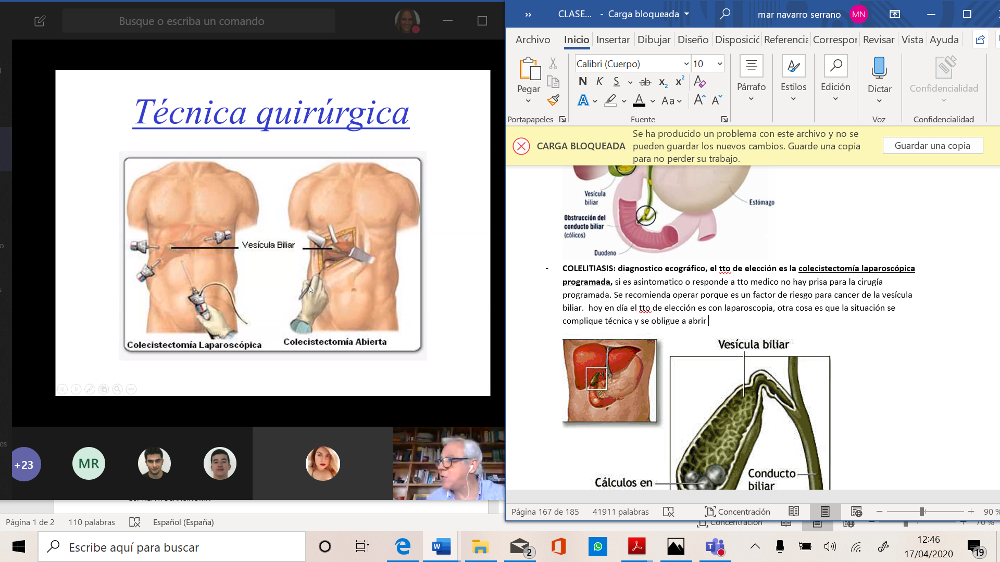 Busque o escriba un comando
Técnica quirúrgica
Vesícula Biliar
Colecistectomía Laparoscópica
Colecistectomía Abierta
+23
MR
es
Página 1 de 2
110 palabras
Español (España)
CLASE...
- Carga bloqueada
mar navarro serrano
MN
Archivo
Inicio
Insertar
Dibujar
Diseño
Disposició
Referencia
Correspor
Revisar
Vista
Ayuda
Pegar
Calibri (Cuerpo)
10
N K S ab x₂ x²
A A Aa A A
Párrafo
Estilos
Edición
Dictar
Confidencialidad
Portapapeles
Fuente
Voz
Confidencialidad
CARGA BLOQUEADA
Se ha producido un problema con este archivo y no se
pueden guardar los nuevos cambios. Guarde una copia
para no perder su trabajo.
Guardar una copia
Vesícula
biliar
Estómago
Obstrucción del
conducto biliar
(cólicos)
Duodeno
- COLELITIASIS: diagnostico ecográfico, el tto de elección es la colecistectomía laparoscópica
programada, si es asintomatico o responde a tto medico no hay prisa para la cirugía
programada. Se recomienda operar porque es un factor de riesgo para cancer de la vesícula
biliar. hoy en día el tto de elección es con laparoscopia, otra cosa es que la situación se
complique técnica y se obligue a abrir
Vesícula biliar
Cálculos en
Conducto
biliar
Página 167 de 185
41911 palabras
Concentración
90 %
Concentración
70 %
Escribe aquí para buscar
2
12:46
17/04/2020
19